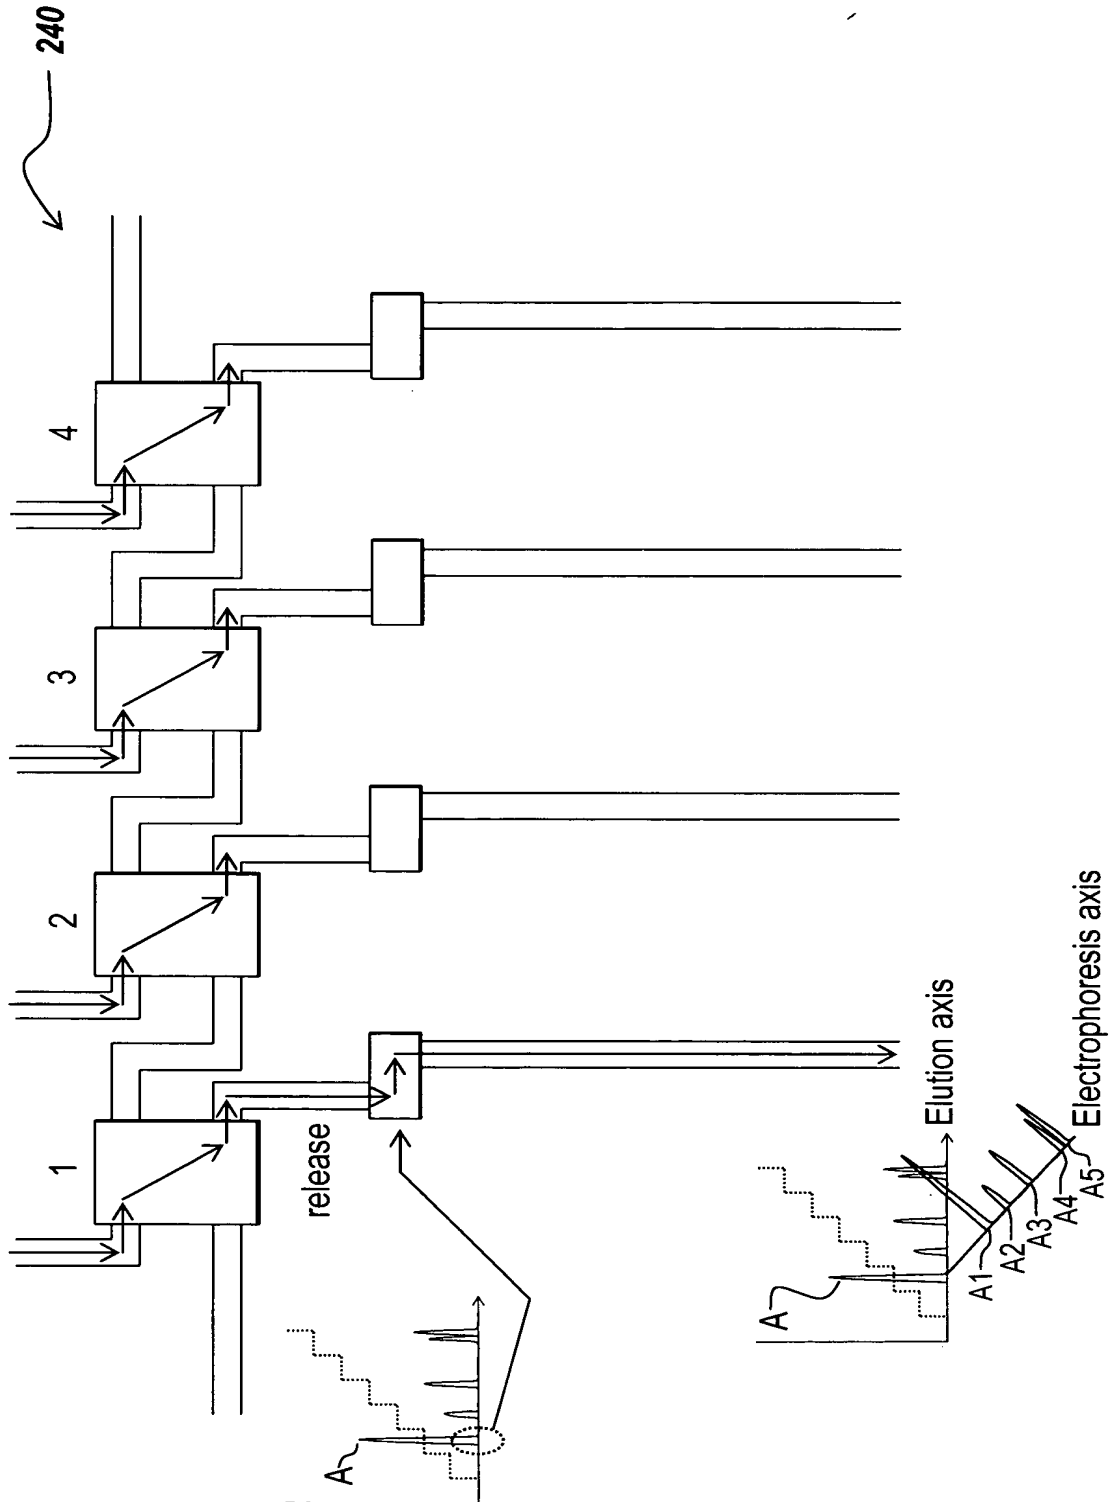 240
1
2
3
4
release
A
A
Elution axis
A1
A2
A3
A4
A5
Electrophoresis axis